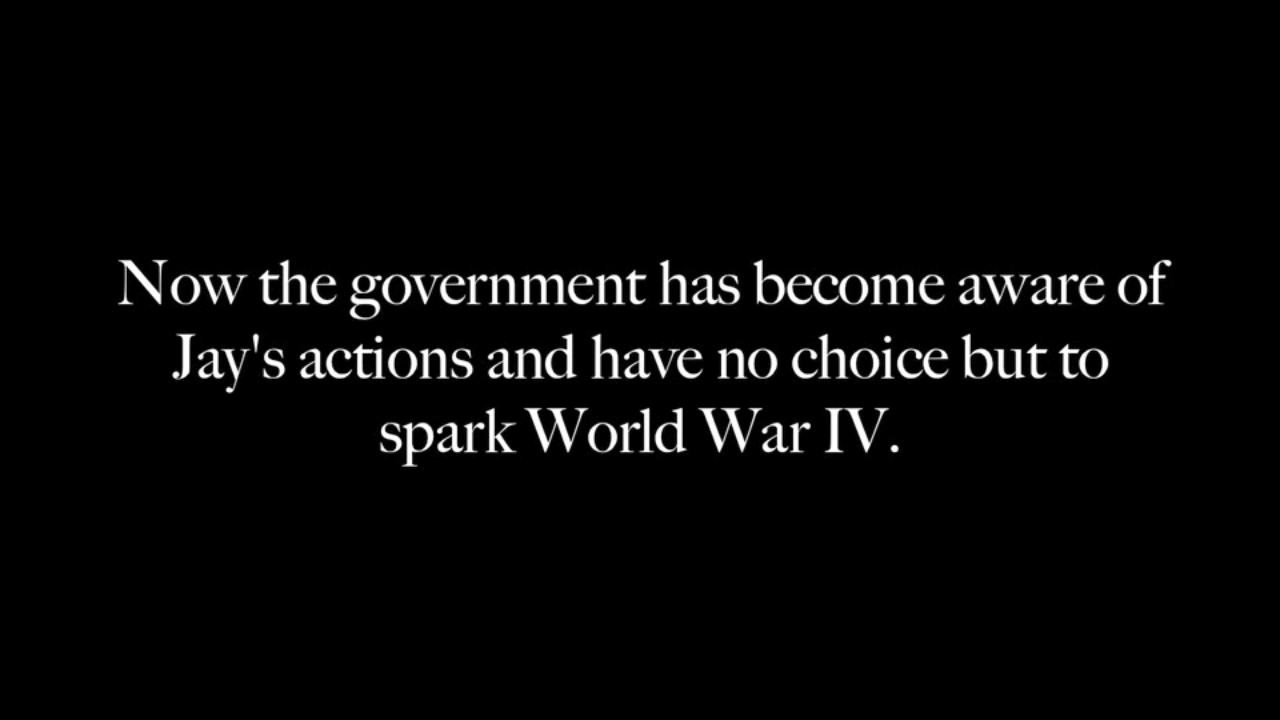 Now the government has become aware of
Jay's actions and have no choice but to
spark World War IV.